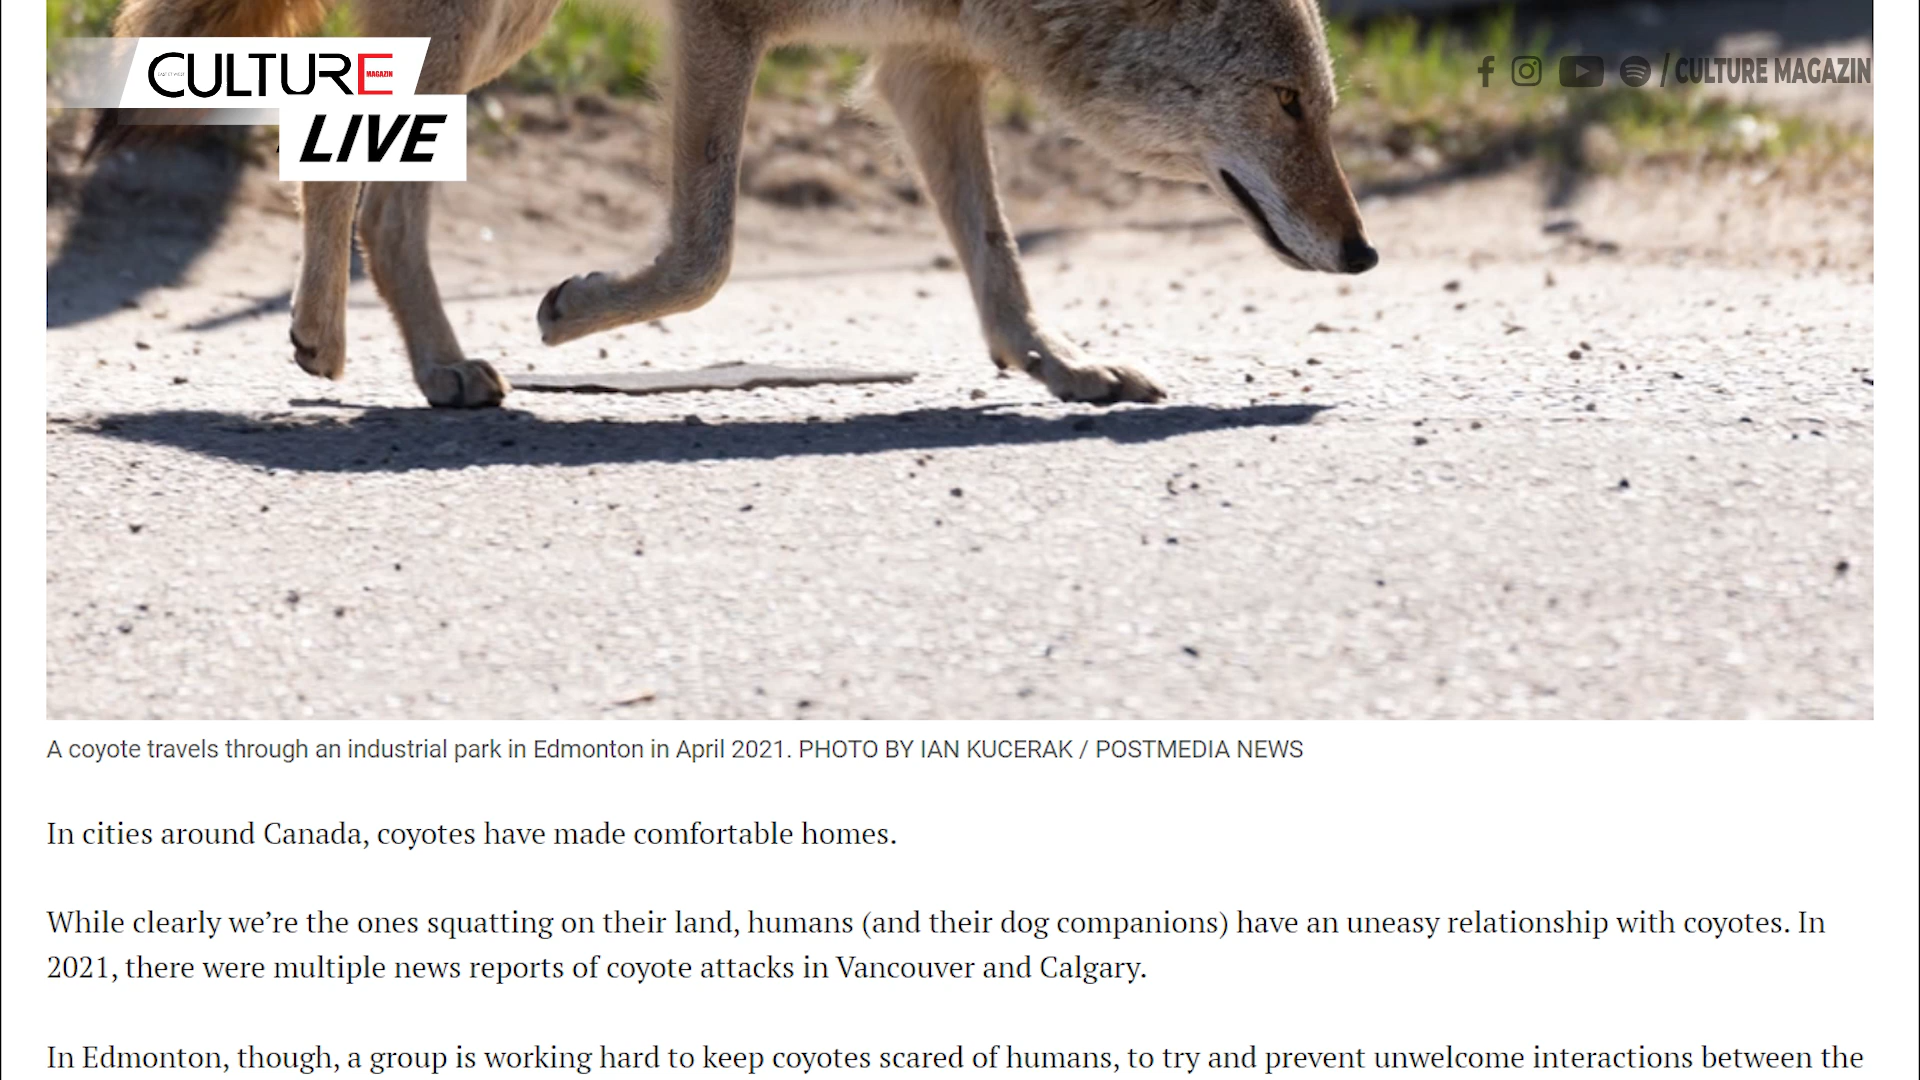 CULTURE
MAGAZIN
LIVE
/ CULTURE MAGAZIN
A coyote travels through an industrial park in Edmonton in April 2021. PHOTO BY IAN KUCERAK / POSTMEDIA NEWS
In cities around Canada, coyotes have made comfortable homes.
While clearly we’re the ones squatting on their land, humans (and their dog companions) have an uneasy relationship with coyotes. In
2021, there were multiple news reports of coyote attacks in Vancouver and Calgary.
In Edmonton, though, a group is working hard to keep coyotes scared of humans, to try and prevent unwelcome interactions between the